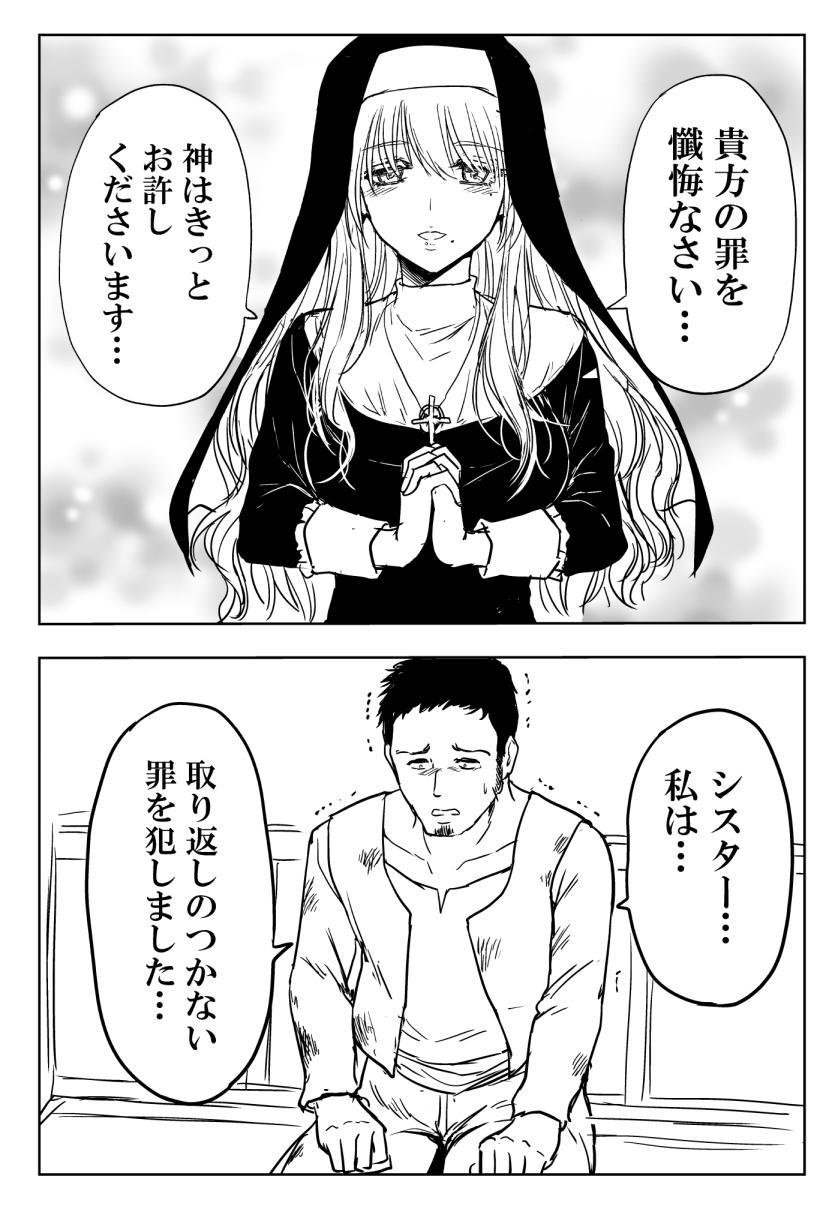 貴方の罪を
懺悔なさい…
神はきっと
お許し
くださいます…
シスター…
私は…
取り返しのつかない
罪を犯しました…